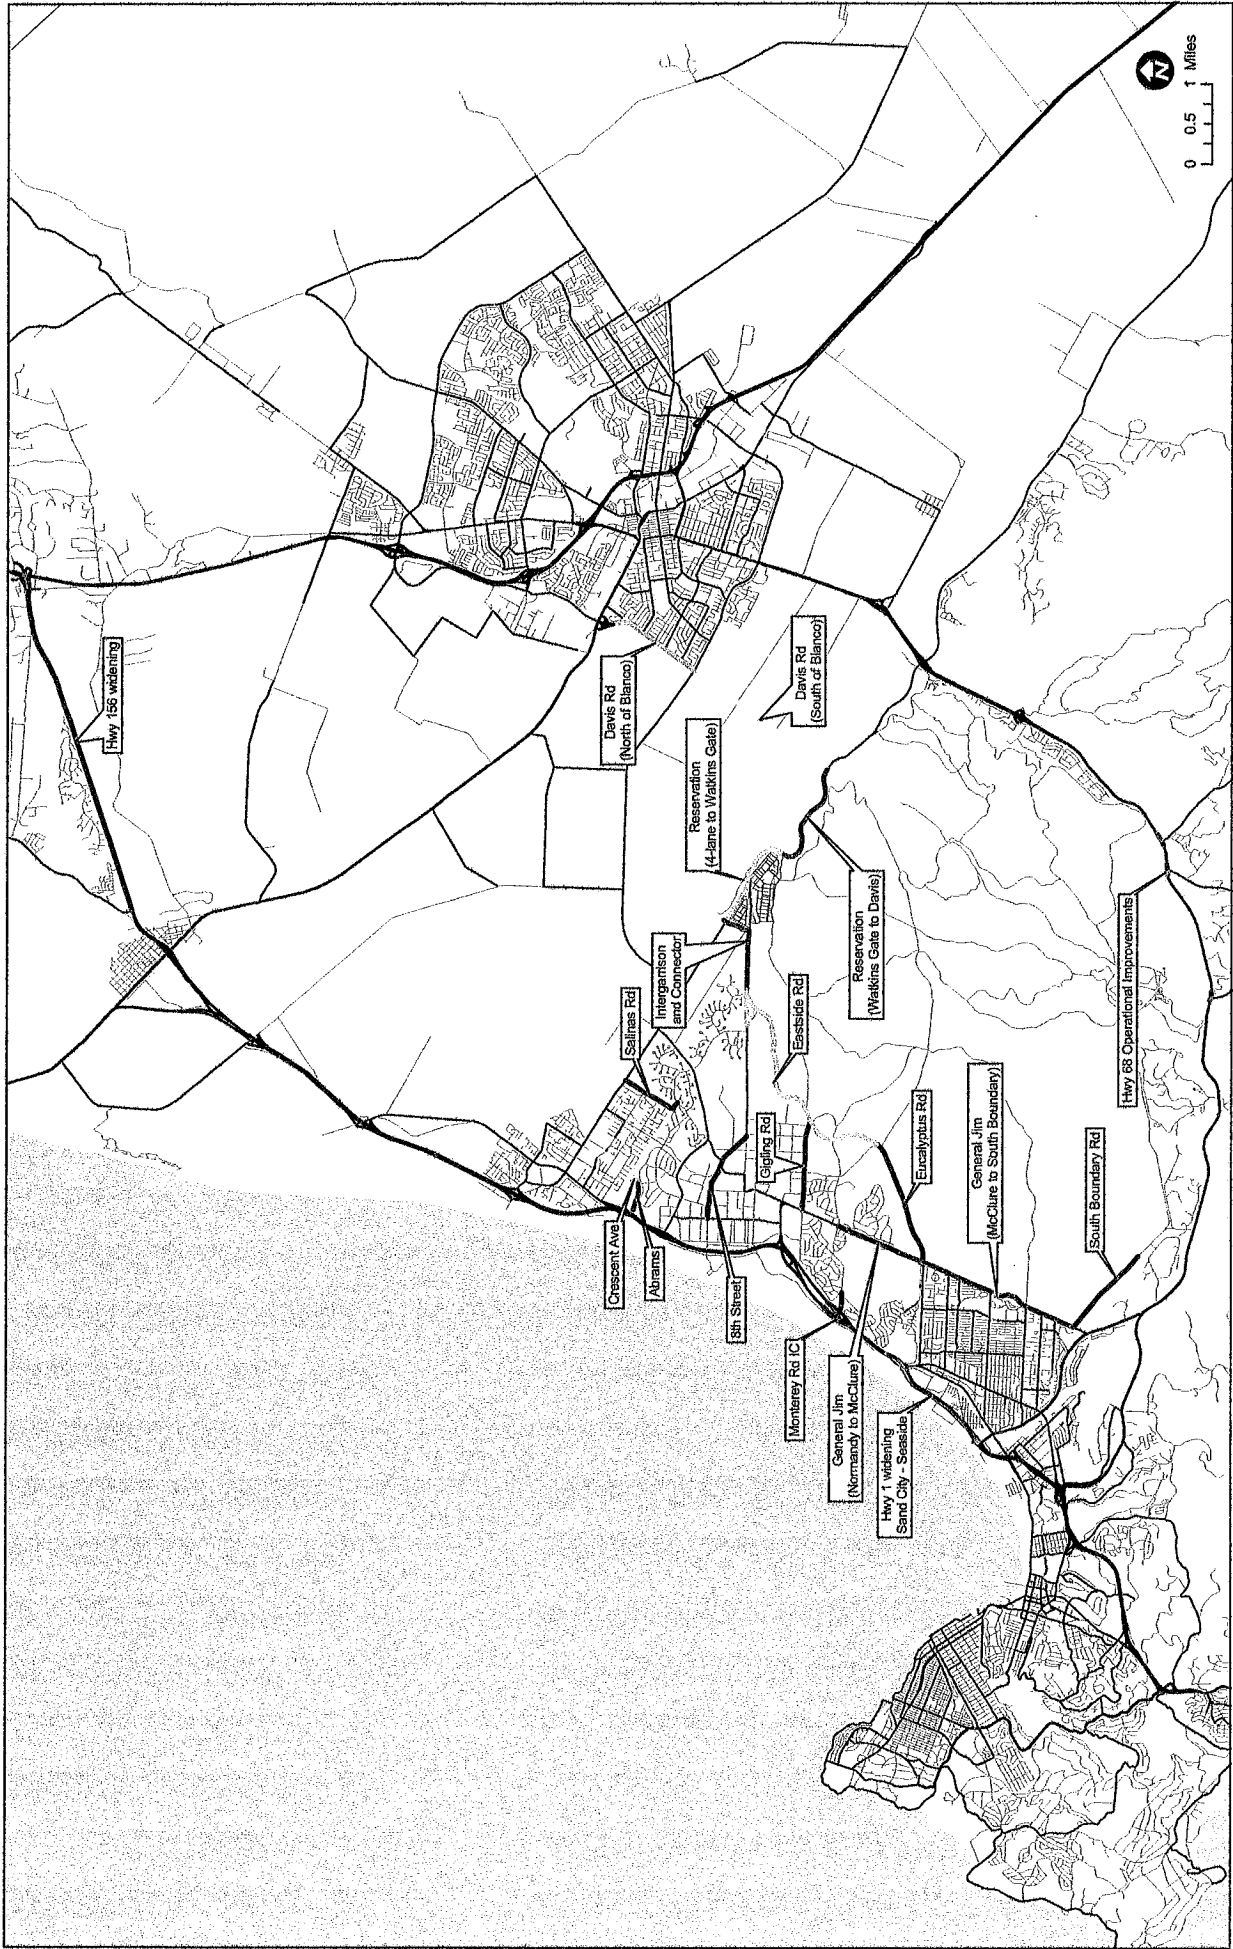 Hwy 156 widening
Davis Rd
(North of Blanco)
Davis Rd
(South of Blanco)
Reservation
(4-lane to Watkins Gate)
Reservation
(Watkins Gate to Davis)
Intergarrison
and Connector
Salinas Rd
Eastside Rd
Hwy 68 Operational Improvements
Gigling Rd
Eucalyptus Rd
General Jim
(McClure to South Boundary)
South Boundary Rd
Crescent Ave
Abrams
8th Street
Monterey Rd IC
General Jim
(Normandy to McClure)
Hwy 1 widening
Sand City - Seaside
N
0 0.5 1 Miles